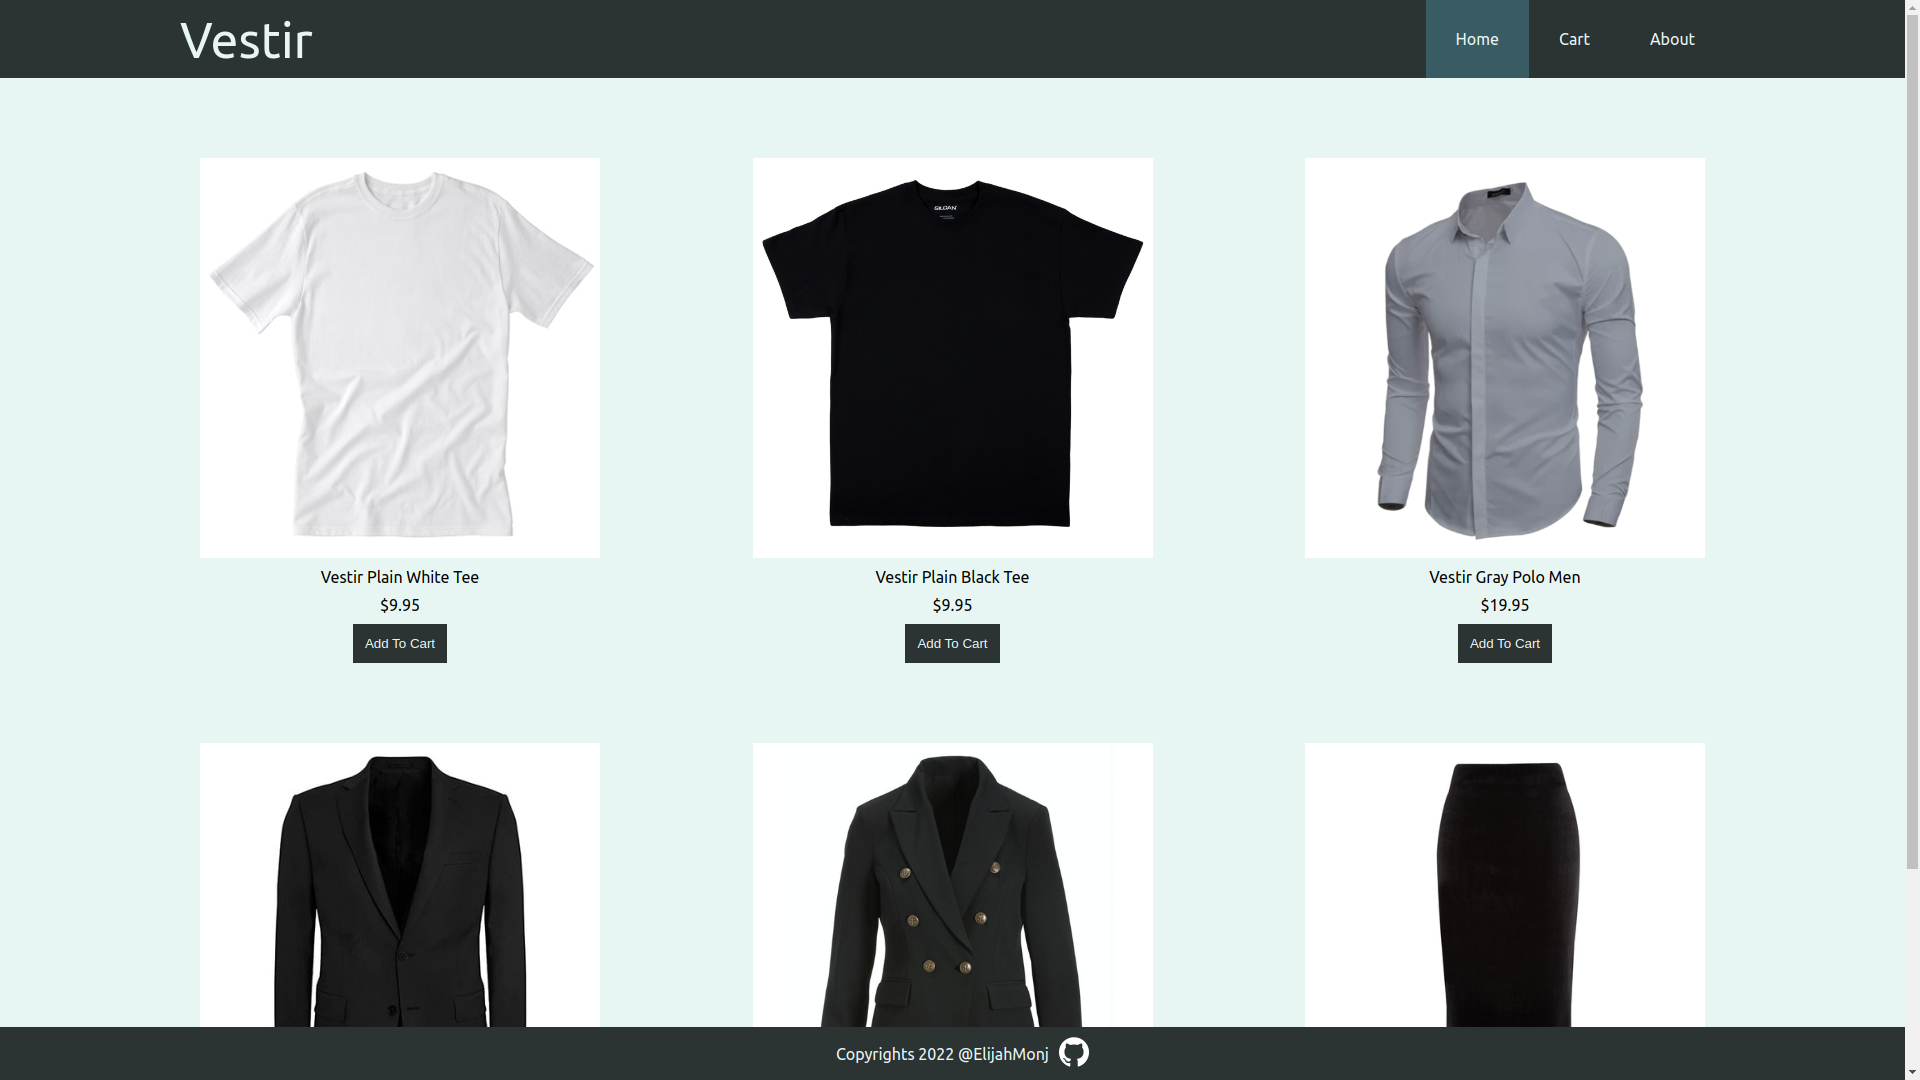 Vestir
Home
Cart
About
GILDAN
Vestir Plain White Tee
Vestir Plain Black Tee
Vestir Gray Polo Men
$9.95
$9.95
$19.95
Add To Cart
Add To Cart
Add To Cart
Copyrights 2022 @ElijahMonj